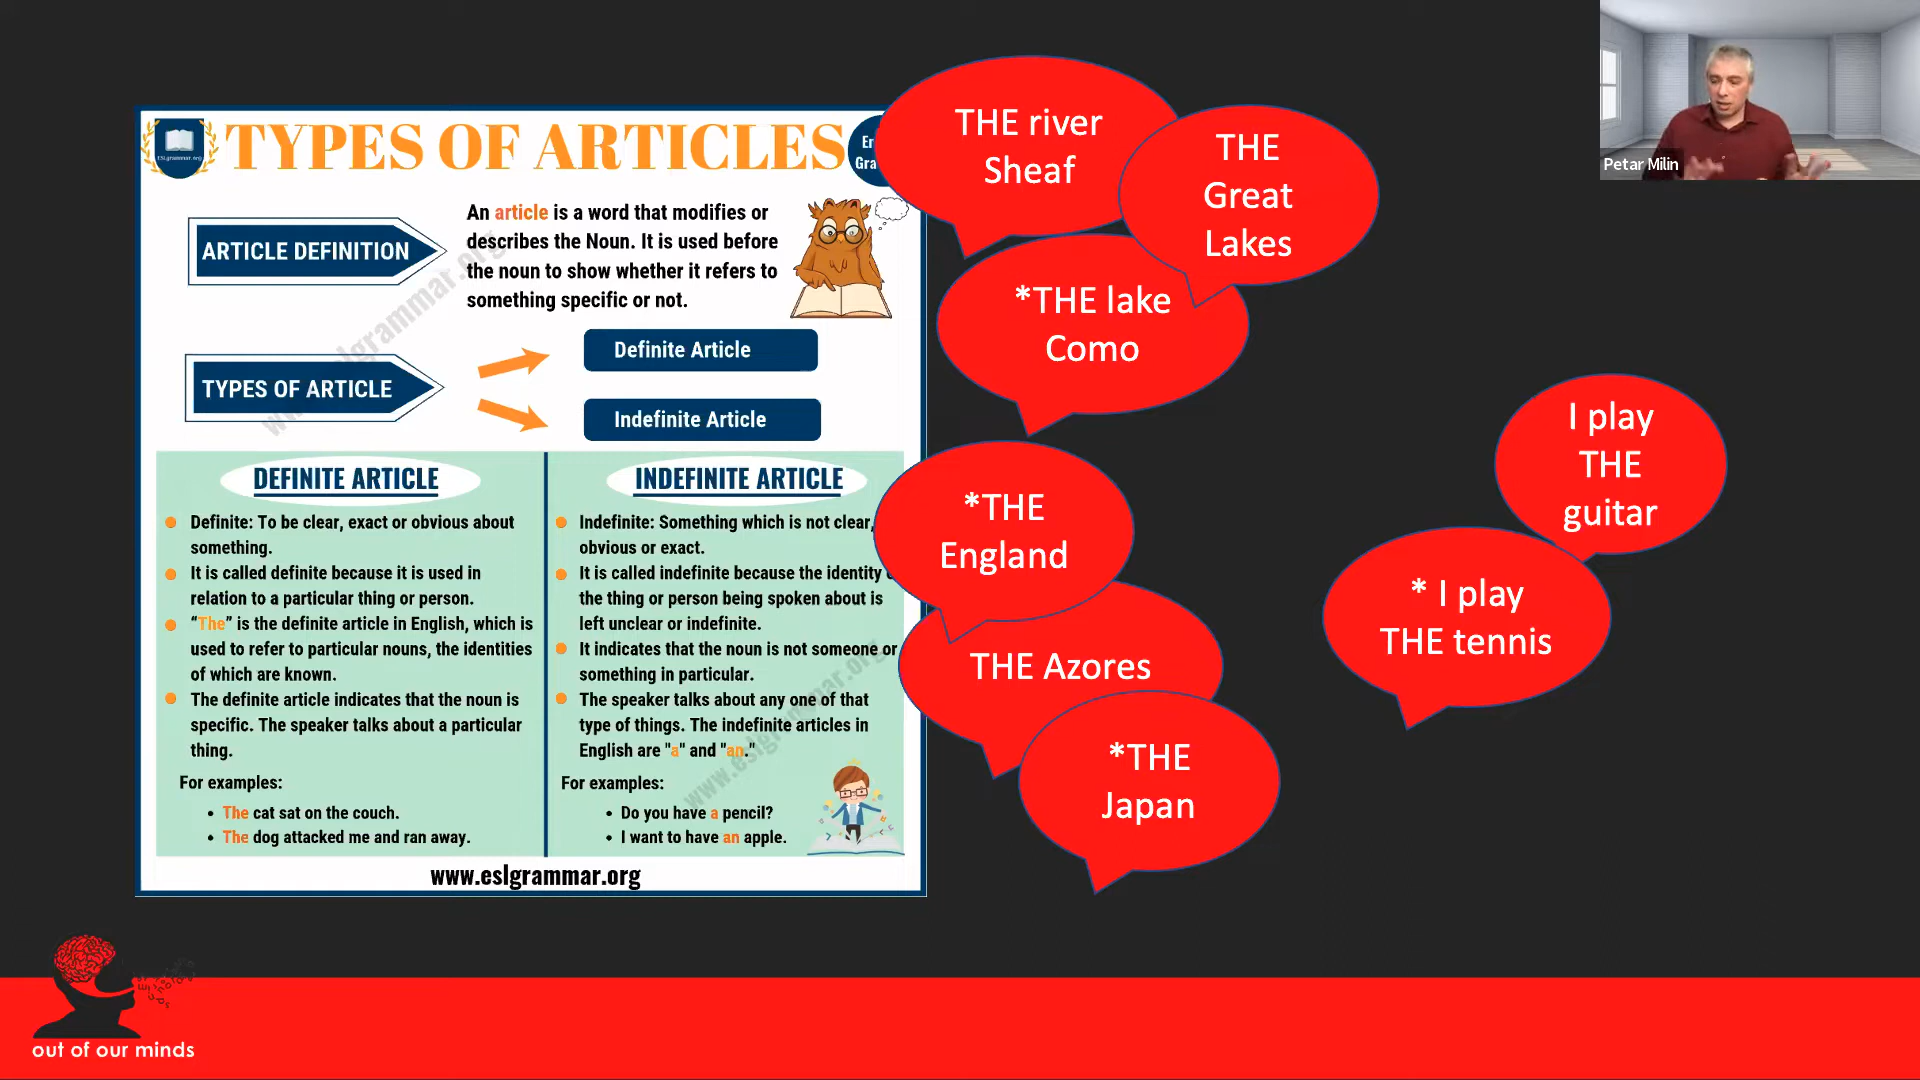 TYPES OF ARTICLES
ESLgrammar.org
ARTICLE DEFINITION
An article is a word that modifies or
describes the Noun. It is used before
the noun to show whether it refers to
something specific or not.
TYPES OF ARTICLE
Definite Article
Indefinite Article
DEFINITE ARTICLE
Definite: To be clear, exact or obvious about
something.
It is called definite because it is used in
relation to a particular thing or person.
“The” is the definite article in English, which is
used to refer to particular nouns, the identities
of which are known.
The definite article indicates that the noun is
specific. The speaker talks about a particular
thing.
For examples:
The cat sat on the couch.
The dog attacked me and ran away.
INDEFINITE ARTICLE
Indefinite: Something which is not clear,
obvious or exact.
It is called indefinite because the identity
the thing or person being spoken about is
left unclear or indefinite.
It indicates that the noun is not someone or
something in particular.
The speaker talks about any one of that
type of things. The indefinite articles in
English are "a" and "an."
For examples:
Do you have a pencil?
I want to have an apple.
www.eslgrammar.org
www.eslgrammar.org
www.eslgrammar.org
THE river
Sheaf
THE
Great
Lakes
*THE lake
Como
*THE
England
THE Azores
*THE
Japan
I play
THE
guitar
* I play
THE tennis
Petar Milin
out of our minds